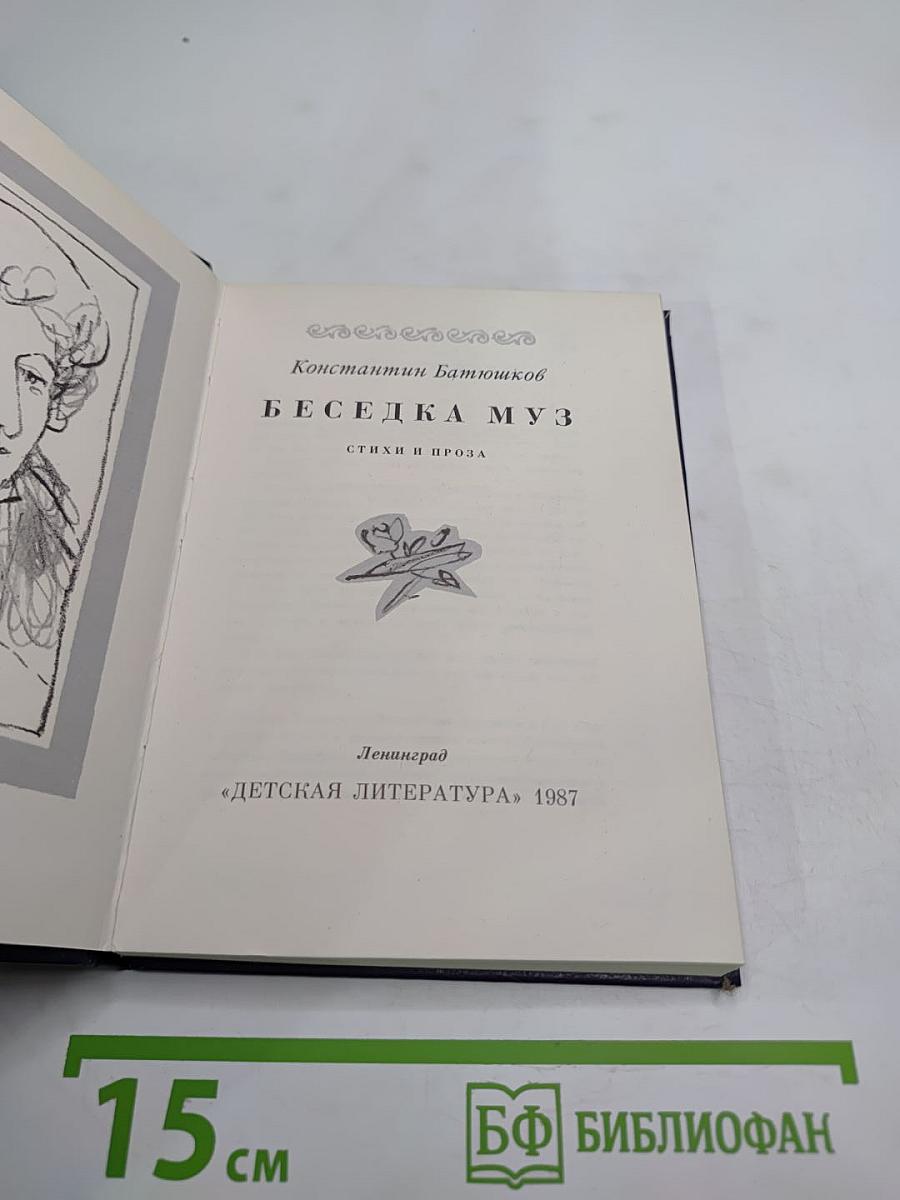 Константин Батюшков
БЕСЕДКА МУЗ
СТИХИ И ПРОЗА
Ленинград
«ДЕТСКАЯ ЛИТЕРАТУРА» 1987
15 см
БФ БИБЛИОФАН